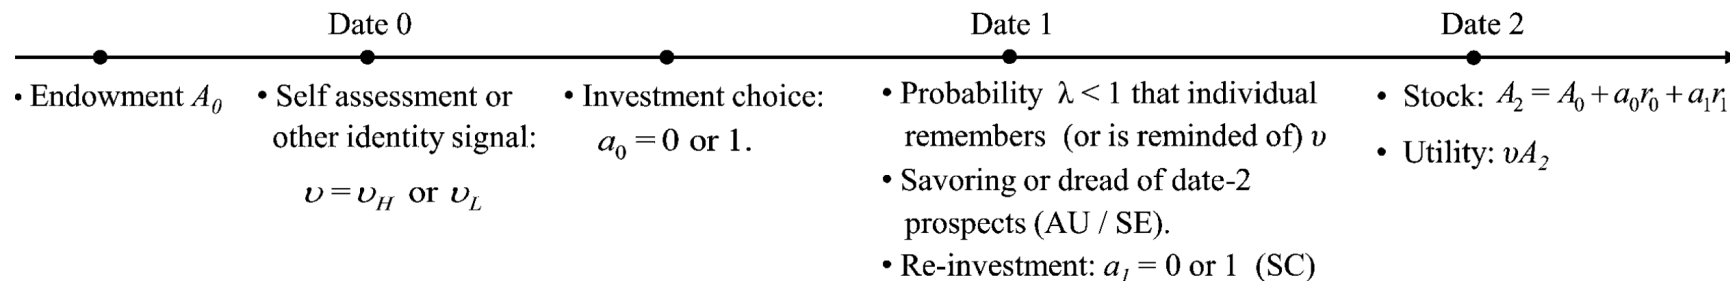 Date 0
Date 1
Date 2
• Endowment A₀
• Self assessment or
other identity signal:
υ = υ_H or υ_L
• Investment choice:
a₀ = 0 or 1.
• Probability λ < 1 that individual
remembers (or is reminded of) υ
• Savoring or dread of date-2
prospects (AU / SE).
• Re-investment: a₁ = 0 or 1 (SC)
• Stock: A₂ = A₀ + a₀r₀ + a₁r₁
• Utility: υA₂